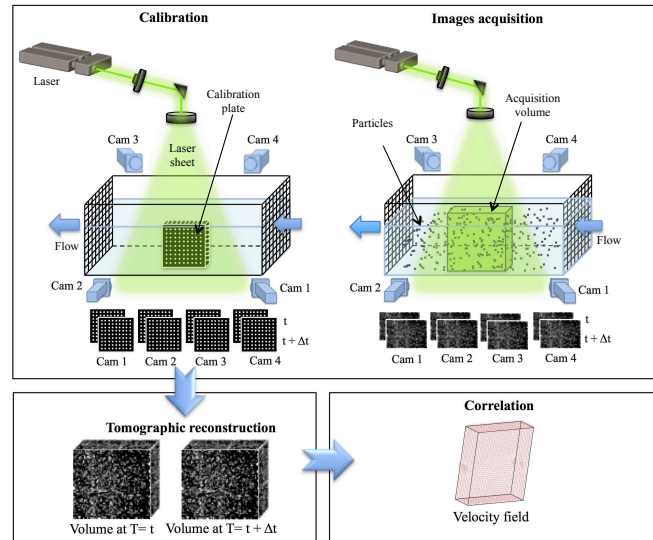 Calibration
Laser
Calibration
plate
Laser
sheet
Cam 3
Cam 4
Flow
Cam 2
Cam 1
t
t + Δt
Cam 1
Cam 2
Cam 3
Cam 4
Images acquisition
Acquisition
volume
Particles
Cam 3
Cam 4
Flow
Cam 2
Cam 1
t
t + Δt
Cam 1
Cam 2
Cam 3
Cam 4
Tomographic reconstruction
Volume at T= t
Volume at T= t + Δt
Correlation
Velocity field